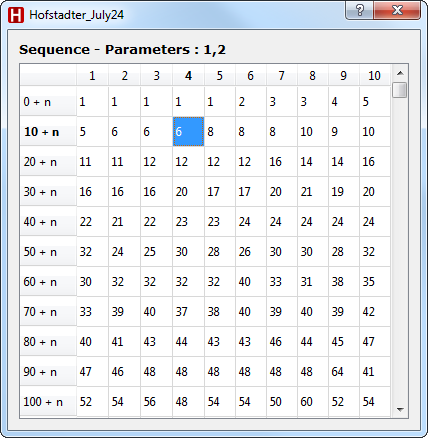 H Hofstadter_July24 ?
Sequence - Parameters : 1,2
1 2 3 4 5 6 7 8 9 10
0 + n 1 1 1 1 1 2 3 3 4 5
10 + n 5 6 6 6 8 8 8 10 9 10
20 + n 11 11 12 12 12 12 16 14 14 16
30 + n 16 16 16 20 17 17 20 21 19 20
40 + n 22 21 22 23 23 24 24 24 24 24
50 + n 32 24 25 30 28 26 30 30 28 32
60 + n 30 32 32 32 32 40 33 31 38 35
70 + n 33 39 40 37 38 40 39 40 39 42
80 + n 40 41 43 44 43 43 46 44 45 47
90 + n 47 46 48 48 48 48 48 48 64 41
100 + n 52 54 56 48 54 54 50 60 52 54